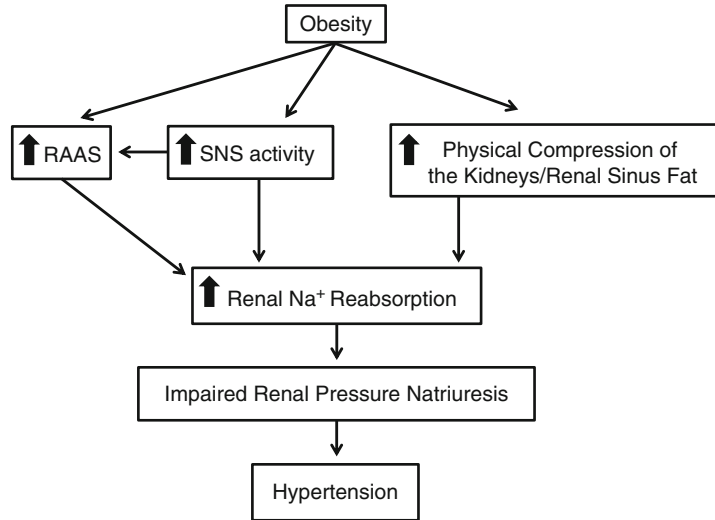 Obesity
RAAS
SNS activity
Physical Compression of
the Kidneys/Renal Sinus Fat
Renal Na⁺ Reabsorption
Impaired Renal Pressure Natriuresis
Hypertension